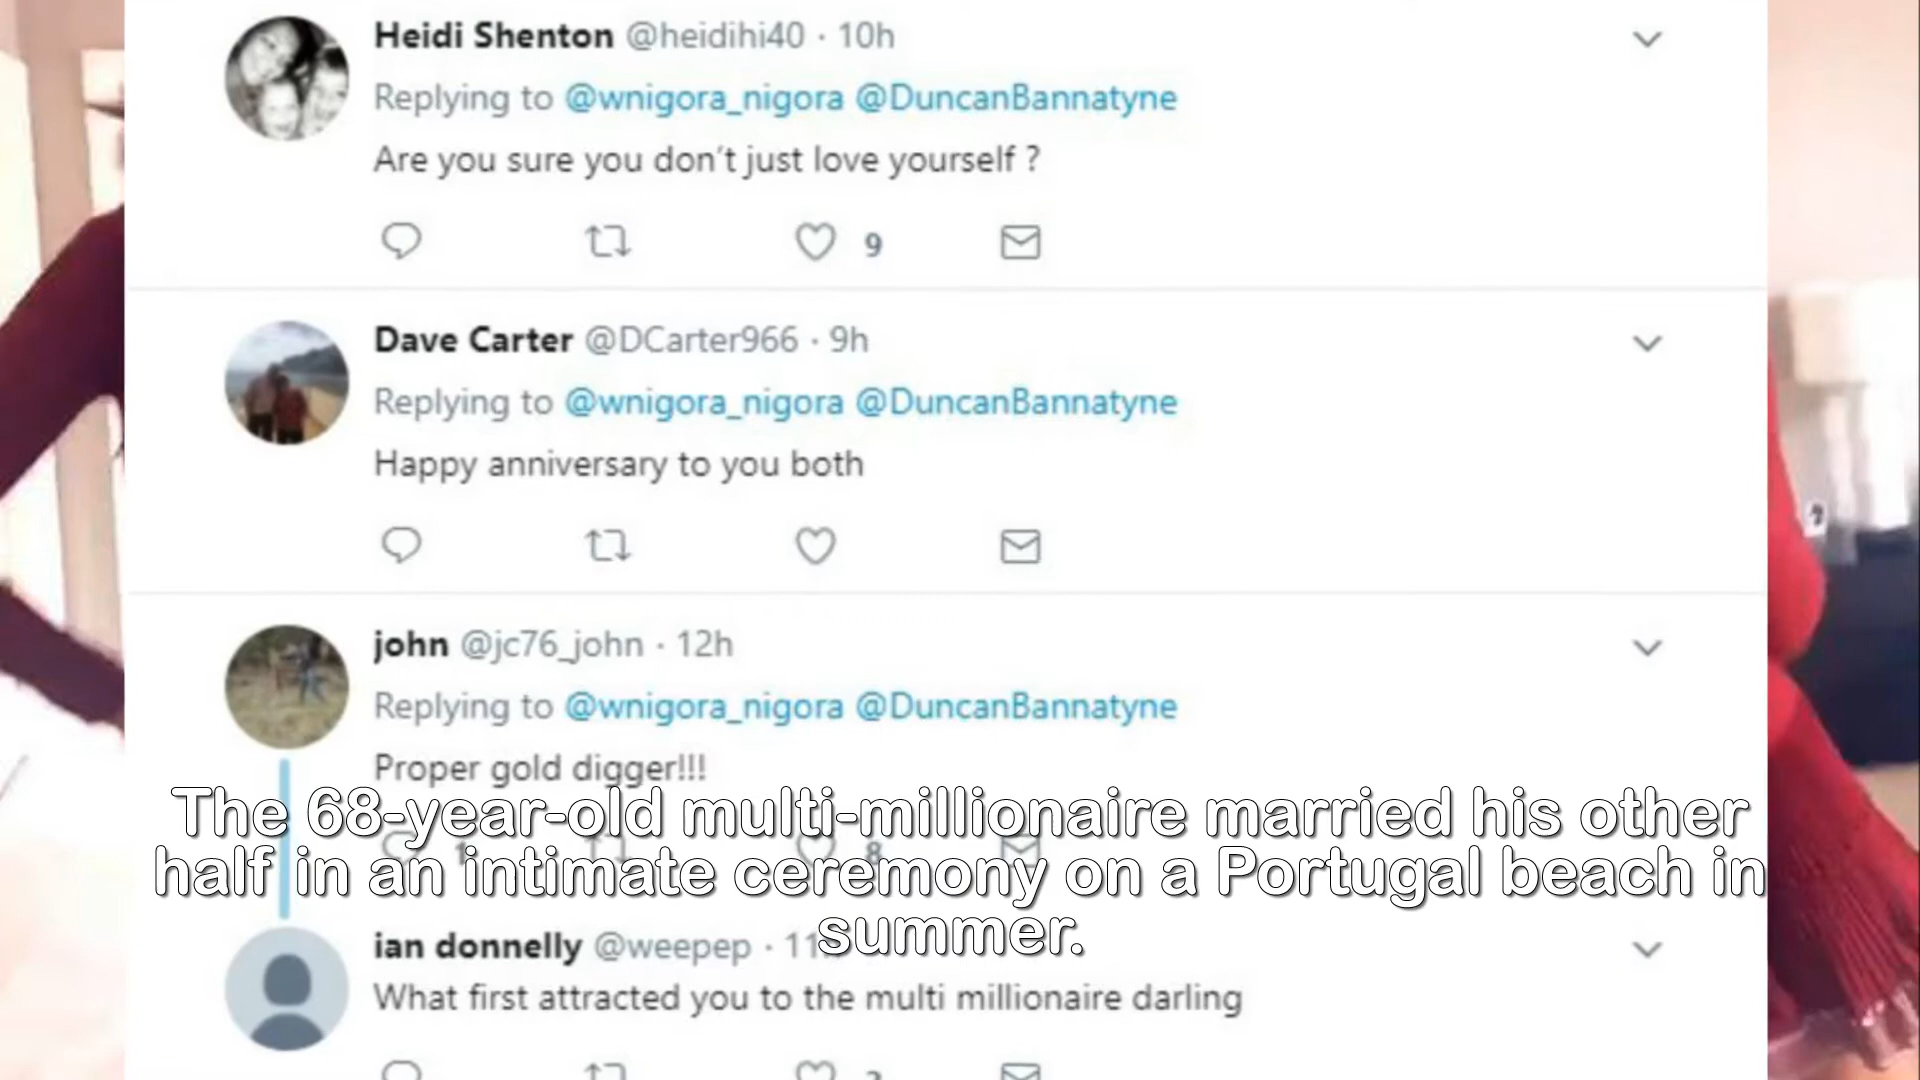 Heidi Shenton @heidihi40 · 10h
Replying to @wnigora_nigora @DuncanBannatyne
Are you sure you don't just love yourself ?
9
Dave Carter @DCarter966 · 9h
Replying to @wnigora_nigora @DuncanBannatyne
Happy anniversary to you both
john @jc76_john · 12h
Replying to @wnigora_nigora @DuncanBannatyne
Proper gold digger!!!
1 8
The 68-year-old multi-millionaire married his other
half in an intimate ceremony on a Portugal beach in
summer.
ian donnelly @weepep · 11
What first attracted you to the multi millionaire darling